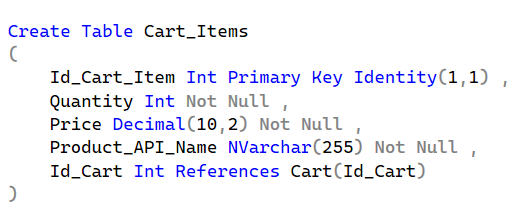 Create Table Cart_Items
(
Id_Cart_Item Int Primary Key Identity(1,1) ,
Quantity Int Not Null ,
Price Decimal(10,2) Not Null ,
Product_API_Name NVarchar(255) Not Null ,
Id_Cart Int References Cart(Id_Cart)
)